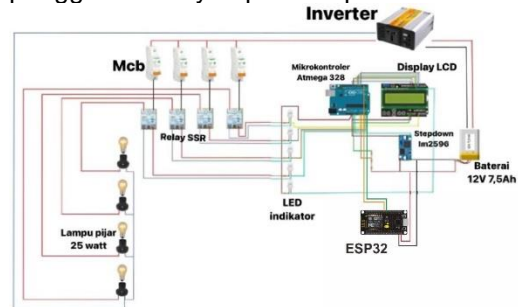 Inverter
Mcb
Mikrokontroler
Atmega 328
Display LCD
Relay SSR
Stepdown
lm2596
Baterai
12V 7,5Ah
LED
indikator
Lampu pijar
25 watt
ESP32